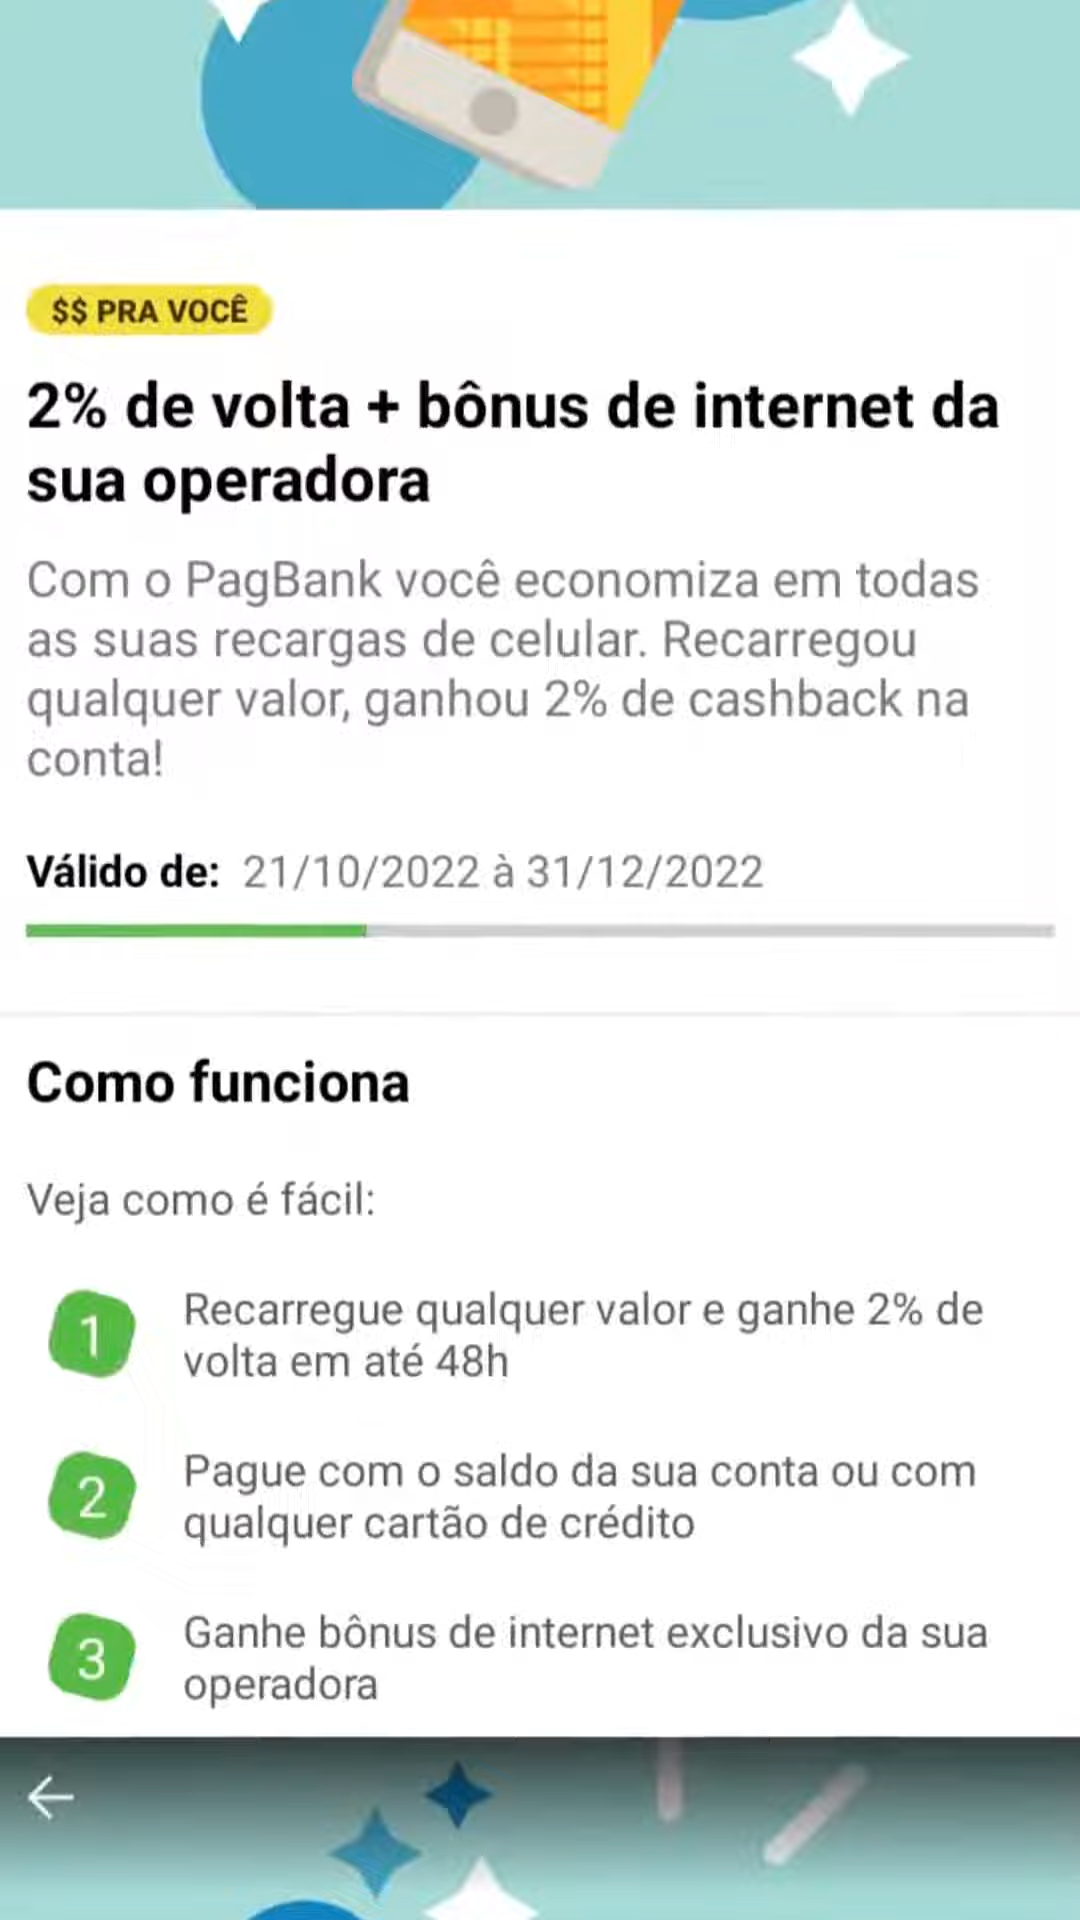 $$ PRA VOCÊ
2% de volta + bônus de internet da
sua operadora
Com o PagBank você economiza em todas
as suas recargas de celular. Recarregou
qualquer valor, ganhou 2% de cashback na
conta!
Válido de: 21/10/2022 à 31/12/2022
Como funciona
Veja como é fácil:
1 Recarregue qualquer valor e ganhe 2% de
volta em até 48h
2 Pague com o saldo da sua conta ou com
qualquer cartão de crédito
3 Ganhe bônus de internet exclusivo da sua
operadora